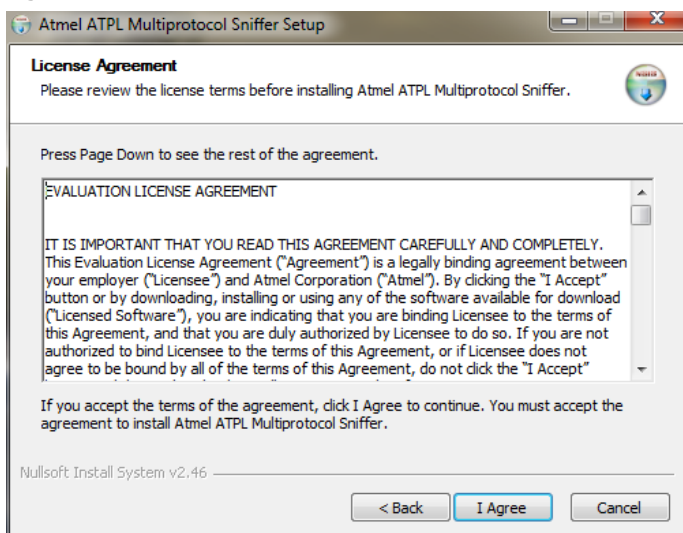 Atmel ATPL Multiprotocol Sniffer Setup
License Agreement
Please review the license terms before installing Atmel ATPL Multiprotocol Sniffer.
Press Page Down to see the rest of the agreement.
EVALUATION LICENSE AGREEMENT
IT IS IMPORTANT THAT YOU READ THIS AGREEMENT CAREFULLY AND COMPLETELY.
This Evaluation License Agreement ("Agreement") is a legally binding agreement between
your employer ("Licensee") and Atmel Corporation ("Atmel"). By clicking the "I Accept"
button or by downloading, installing or using any of the software available for download
("Licensed Software"), you are indicating that you are binding Licensee to the terms of
this Agreement, and that you are duly authorized by Licensee to do so. If you are not
authorized to bind Licensee to the terms of this Agreement, or if Licensee does not
agree to be bound by all of the terms of this Agreement, do not click the "I Accept"
If you accept the terms of the agreement, click I Agree to continue. You must accept the
agreement to install Atmel ATPL Multiprotocol Sniffer.
Nullsoft Install System v2.46
< Back
I Agree
Cancel